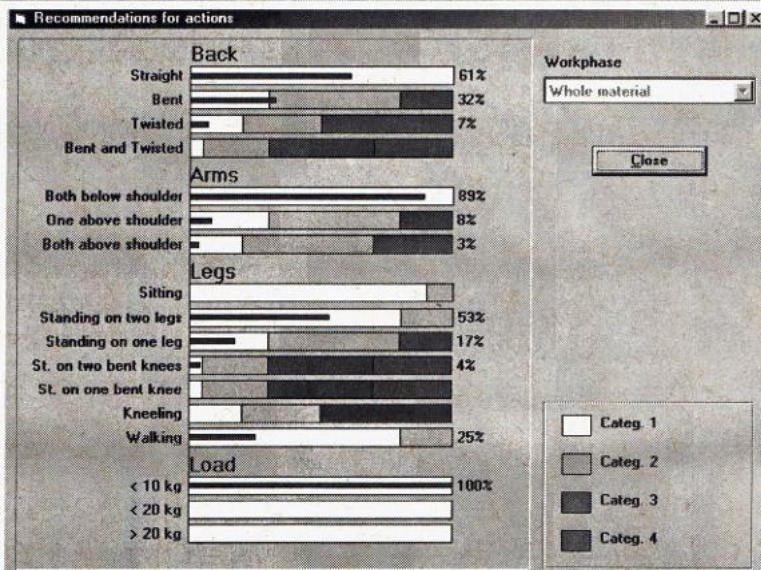 Recommendations for actions
Back
Straight 61%
Bent 32%
Twisted 7%
Bent and Twisted
Arms
Both below shoulder 89%
One above shoulder 8%
Both above shoulder 3%
Legs
Sitting
Standing on two legs 53%
Standing on one leg 17%
St. on two bent knees 4%
St. on one bent knee
Kneeling
Walking 25%
Load
< 10 kg 100%
< 20 kg
> 20 kg
Workphase
Whole material
Close
Categ. 1
Categ. 2
Categ. 3
Categ. 4